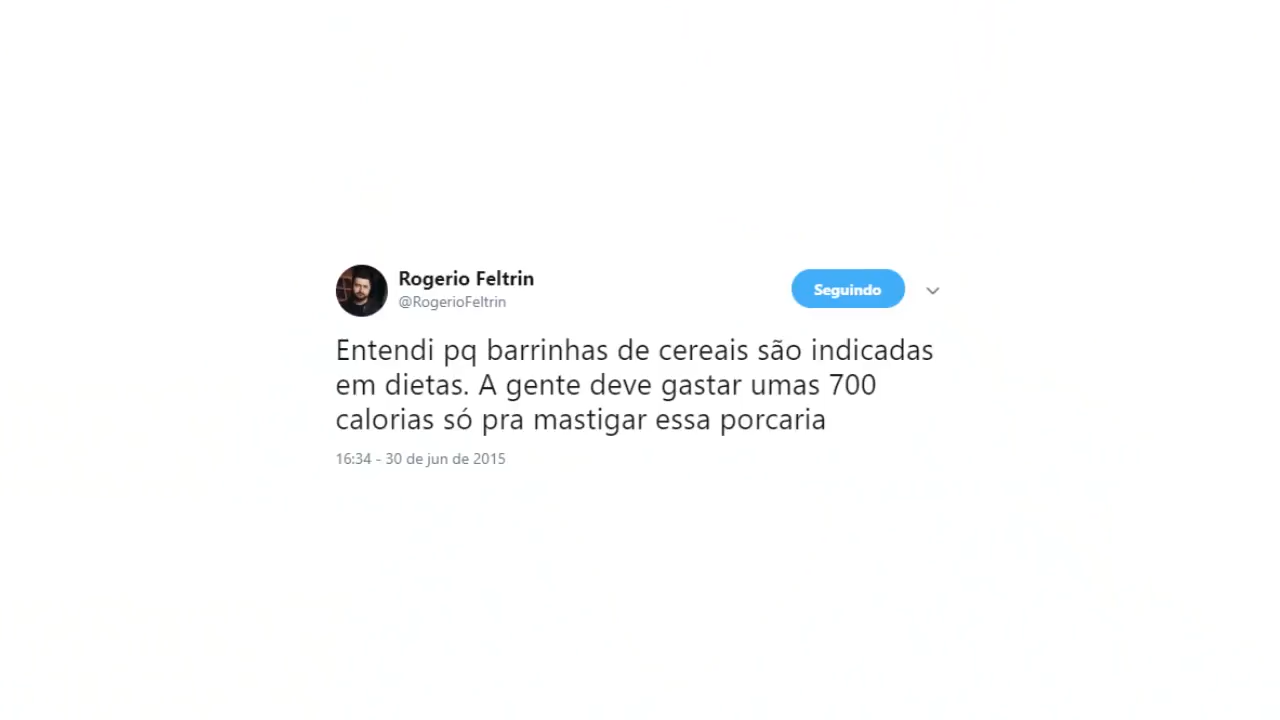 Rogerio Feltrin
@RogerioFeltrin
Seguindo
Entendi pq barrinhas de cereais são indicadas
em dietas. A gente deve gastar umas 700
calorias só pra mastigar essa porcaria
16:34 - 30 de jun de 2015